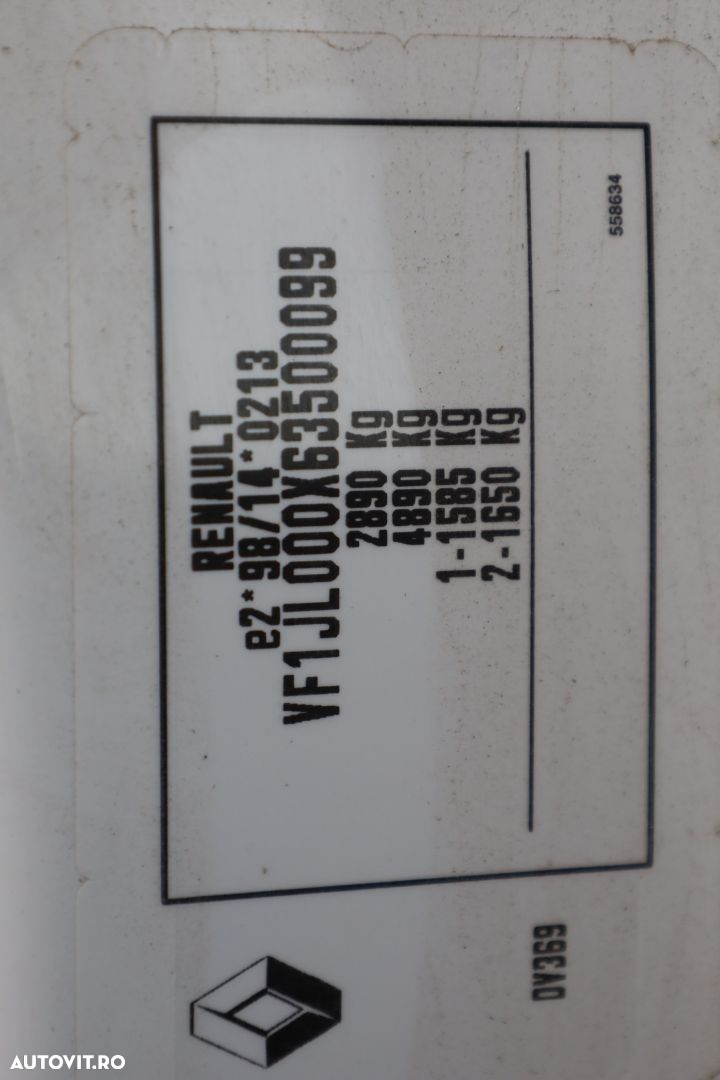 RENAULT
e2*98/14*0213
VF1JL000X63500099
2890 Kg
4890 Kg
1-1585 Kg
2-1650 Kg
558634
0V369
AUTOVIT.RO